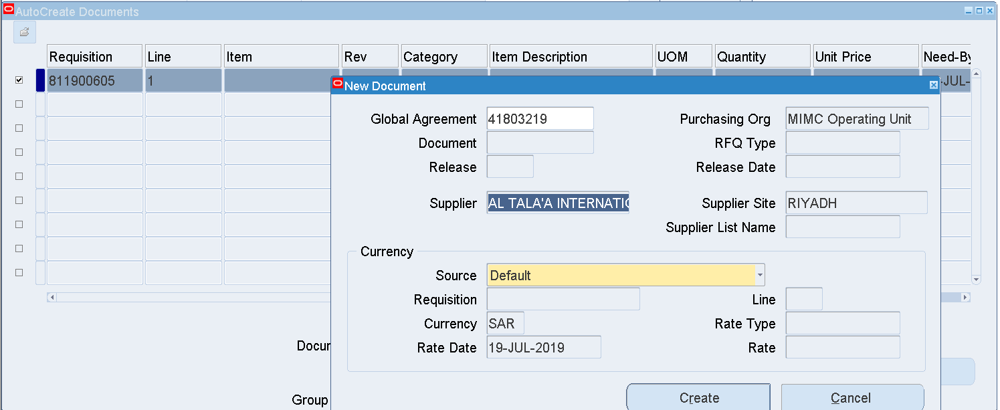 AutoCreate Documents
Requisition Line Item Rev Category Item Description UOM Quantity Unit Price Need-By
811900605 1 -JUL-
New Document
Global Agreement 41803219 Purchasing Org MIMC Operating Unit
Document RFQ Type
Release Release Date
Supplier AL TALA'A INTERNATIO Supplier Site RIYADH
Supplier List Name
Currency
Source Default
Requisition Line
Currency SAR Rate Type
Rate Date 19-JUL-2019 Rate
Docur
Create Cancel
Group